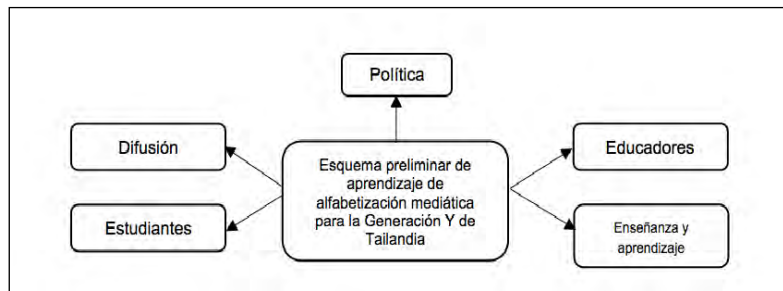 Política
Difusión
Estudiantes
Esquema preliminar de
aprendizaje de
alfabetización mediática
para la Generación Y de
Tailandia
Educadores
Enseñanza y
aprendizaje